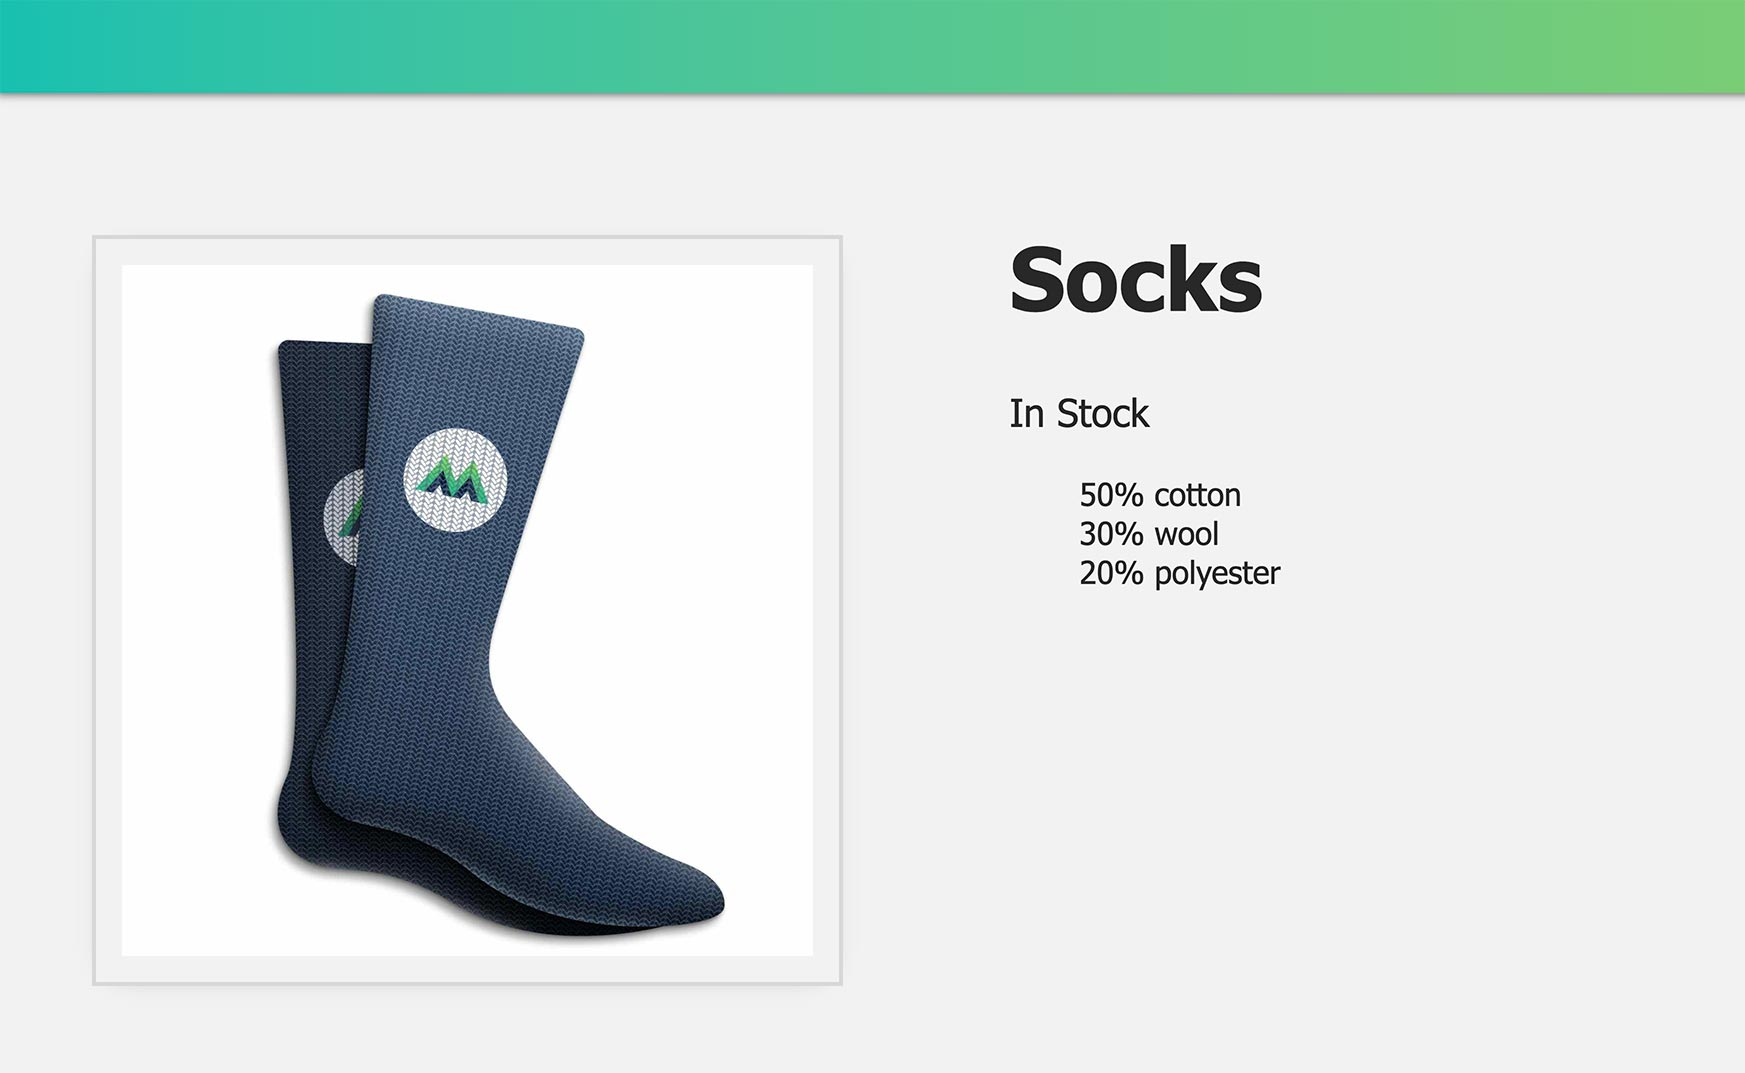 Socks
In Stock
50% cotton
30% wool
20% polyester